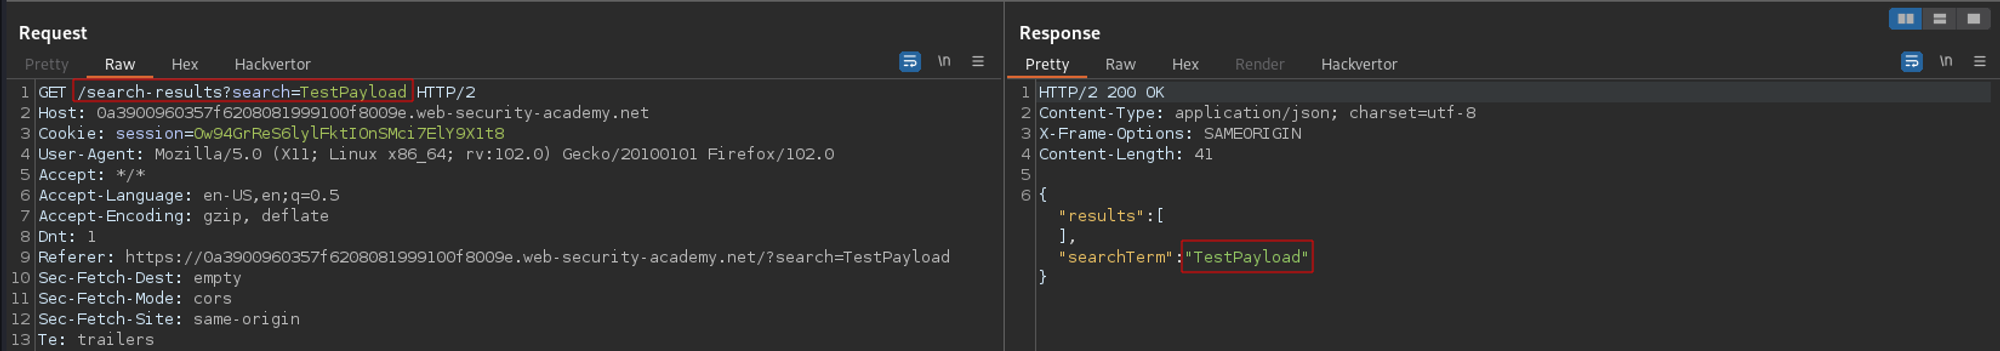 Request
Pretty Raw Hex Hackvertor \n
1 GET /search-results?search=TestPayload HTTP/2
2 Host: 0a3900960357f6208081999100f8009e.web-security-academy.net
3 Cookie: session=Ow94GrReS6lylFktIOnSMci7ElY9X1t8
4 User-Agent: Mozilla/5.0 (X11; Linux x86_64; rv:102.0) Gecko/20100101 Firefox/102.0
5 Accept: */*
6 Accept-Language: en-US,en;q=0.5
7 Accept-Encoding: gzip, deflate
8 Dnt: 1
9 Referer: https://0a3900960357f6208081999100f8009e.web-security-academy.net/?search=TestPayload
10 Sec-Fetch-Dest: empty
11 Sec-Fetch-Mode: cors
12 Sec-Fetch-Site: same-origin
13 Te: trailers
Response
Pretty Raw Hex Render Hackvertor \n
1 HTTP/2 200 OK
2 Content-Type: application/json; charset=utf-8
3 X-Frame-Options: SAMEORIGIN
4 Content-Length: 41
5
6 {
"results":[
],
"searchTerm":"TestPayload"
}